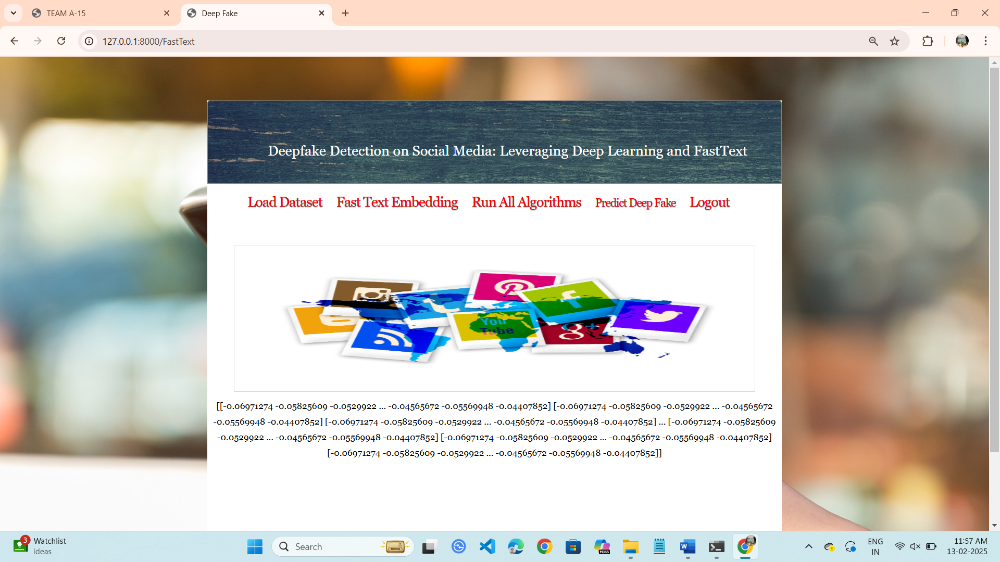 TEAM A-15
Deep Fake
127.0.0.1:8000/FastText
Deepfake Detection on Social Media: Leveraging Deep Learning and FastText
Load Dataset Fast Text Embedding Run All Algorithms Predict Deep Fake Logout
You
Tube
g+
[[-0.06971274 -0.05825609 -0.0529922 ... -0.04565672 -0.05569948 -0.04407852] [-0.06971274 -0.05825609 -0.0529922 ... -0.04565672
-0.05569948 -0.04407852] [-0.06971274 -0.05825609 -0.0529922 ... -0.04565672 -0.05569948 -0.04407852] ... [-0.06971274 -0.05825609
-0.0529922 ... -0.04565672 -0.05569948 -0.04407852] [-0.06971274 -0.05825609 -0.0529922 ... -0.04565672 -0.05569948 -0.04407852]
[-0.06971274 -0.05825609 -0.0529922 ... -0.04565672 -0.05569948 -0.04407852]]
3
Watchlist
Ideas
Search
M365
ENG
IN
11:57 AM
13-02-2025